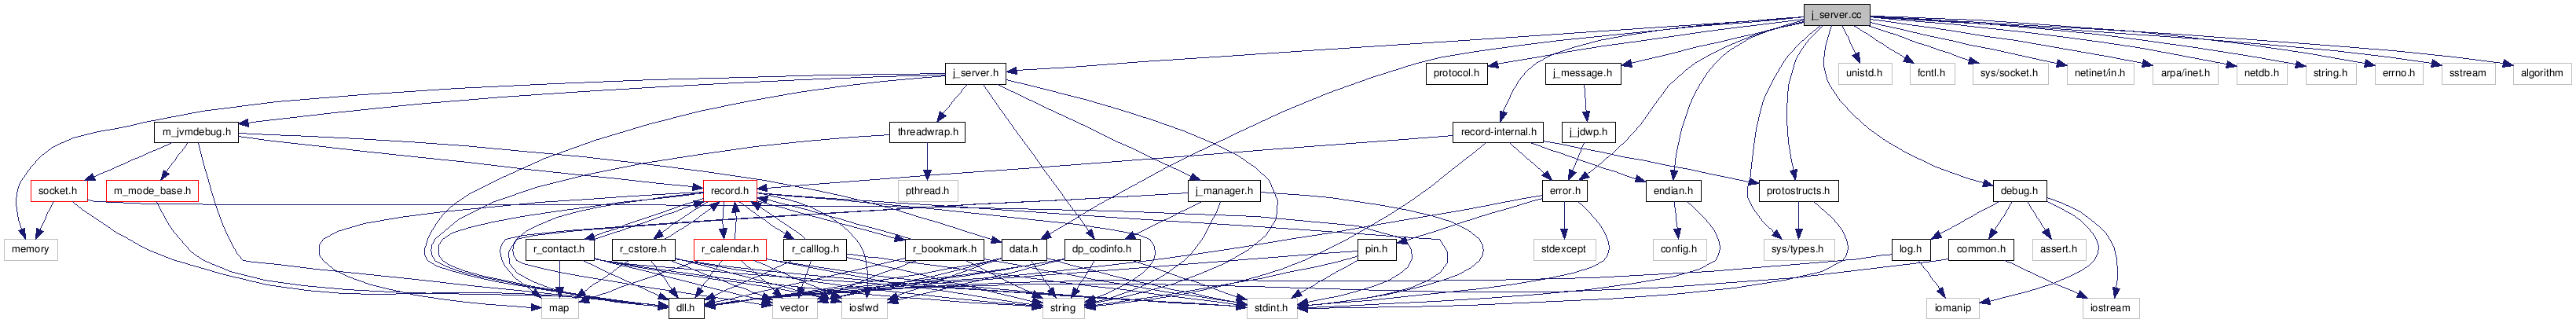 j_server.cc
j_server.h
protocol.h
j_message.h
unistd.h
fcntl.h
sys/socket.h
netinet/in.h
arpa/inet.h
netdb.h
string.h
errno.h
sstream
algorithm
m_jvmdebug.h
threadwrap.h
record-internal.h
j_jdwp.h
socket.h
m_mode_base.h
record.h
pthread.h
j_manager.h
error.h
endian.h
protostructs.h
debug.h
memory
r_contact.h
r_cstore.h
r_calendar.h
r_calllog.h
r_bookmark.h
data.h
dp_codinfo.h
pin.h
stdexcept
config.h
sys/types.h
log.h
common.h
assert.h
map
dll.h
vector
iosfwd
string
stdint.h
iomanip
iostream